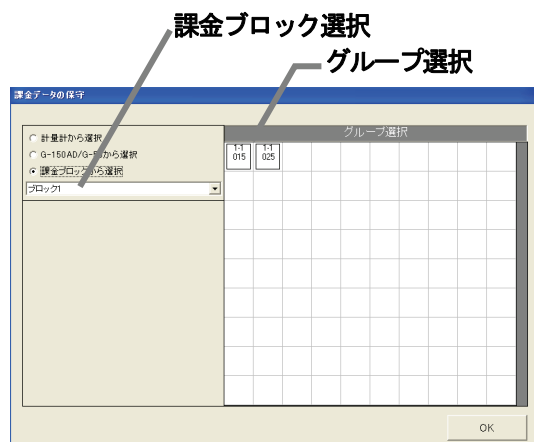 課金ブロック選択
グループ選択
課金データの保守
計量計から選択
グループ選択
G-150AD/G-50から選択
課金ブロックから選択
ブロック1
1-1
015
1-1
025
OK